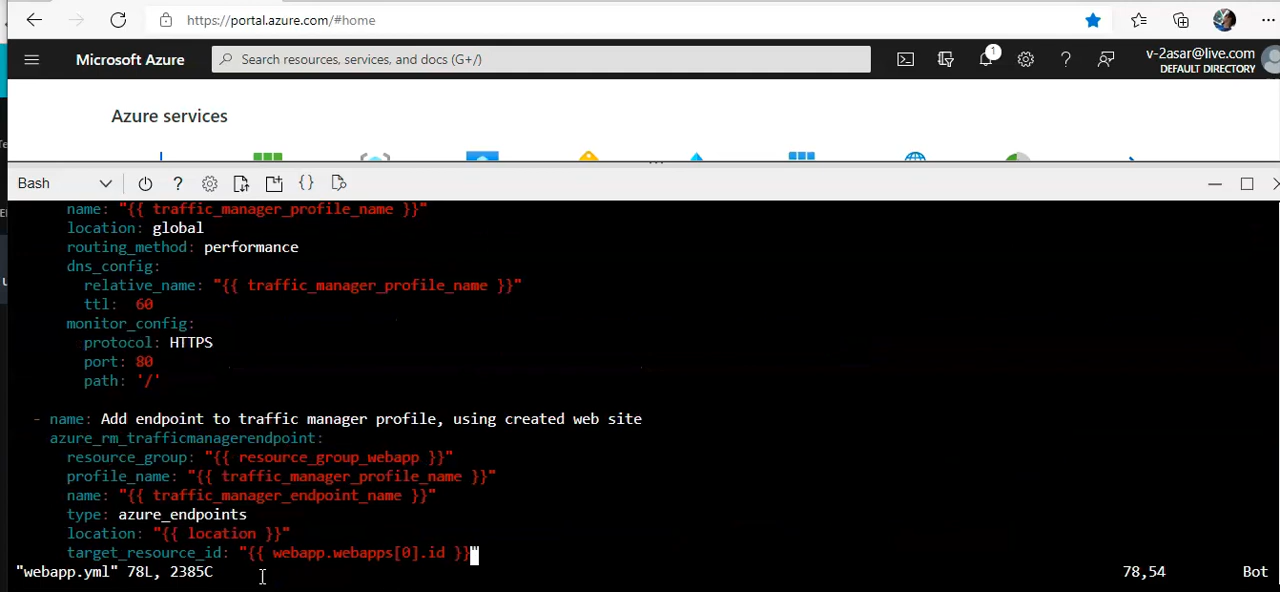 https://portal.azure.com/#home
Microsoft Azure
Search resources, services, and docs (G+/)
1
v-2asar@live.com
DEFAULT DIRECTORY
Azure services
Bash
name: "{{ traffic_manager_profile_name }}"
location: global
routing_method: performance
dns_config:
relative_name: "{{ traffic_manager_profile_name }}"
ttl: 60
monitor_config:
protocol: HTTPS
port: 80
path: '/'
- name: Add endpoint to traffic manager profile, using created web site
azure_rm_trafficmanagerendpoint:
resource_group: "{{ resource_group_webapp }}"
profile_name: "{{ traffic_manager_profile_name }}"
name: "{{ traffic_manager_endpoint_name }}"
type: azure_endpoints
location: "{{ location }}"
target_resource_id: "{{ webapp.webapps[0].id }}"
"webapp.yml" 78L, 2385C
78,54
Bot